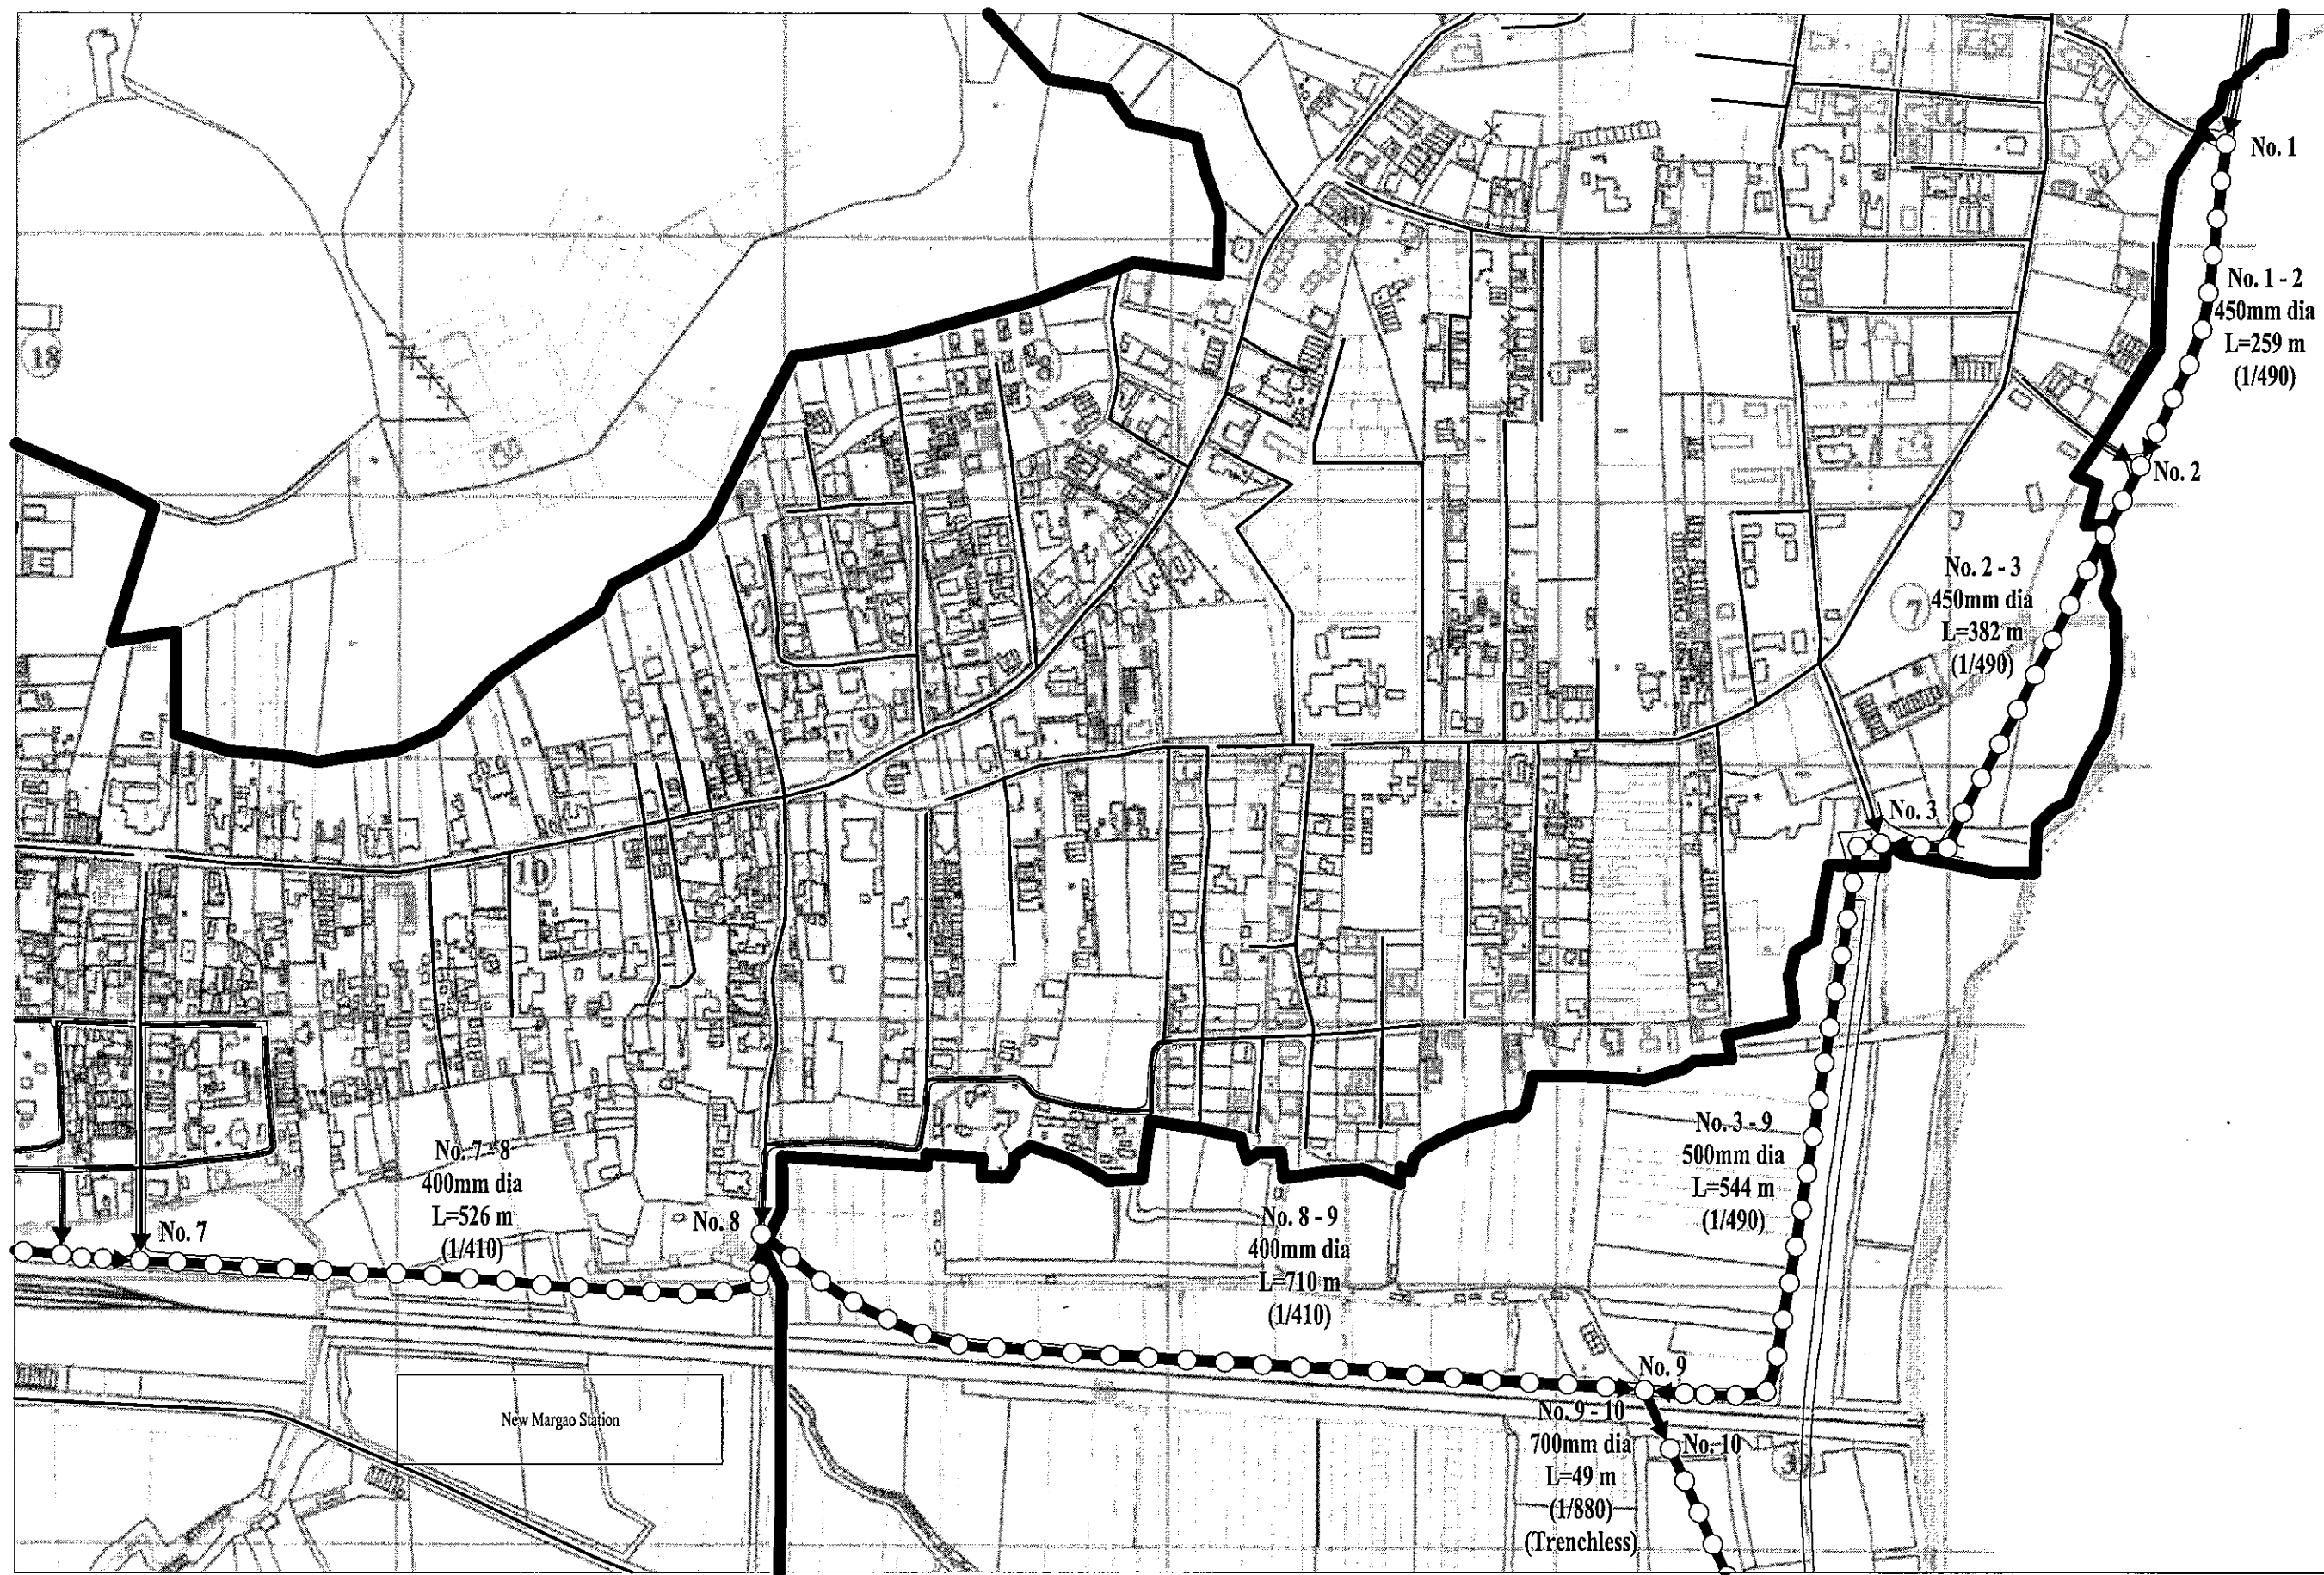 No. 1
No. 1 - 2
450mm dia
L=259 m
(1/490)
18
8
No. 2
No. 2 - 3
450mm dia
L=382 m
(1/490)
7
9
No. 3
10
No. 3 - 9
500mm dia
L=544 m
(1/490)
No. 7 - 8
400mm dia
L=526 m
(1/410)
No. 7
No. 8
No. 8 - 9
400mm dia
L=710 m
(1/410)
No. 9
New Margao Station
No. 9 - 10
700mm dia
L=49 m
(1/880)
(Trenchless)
No. 10